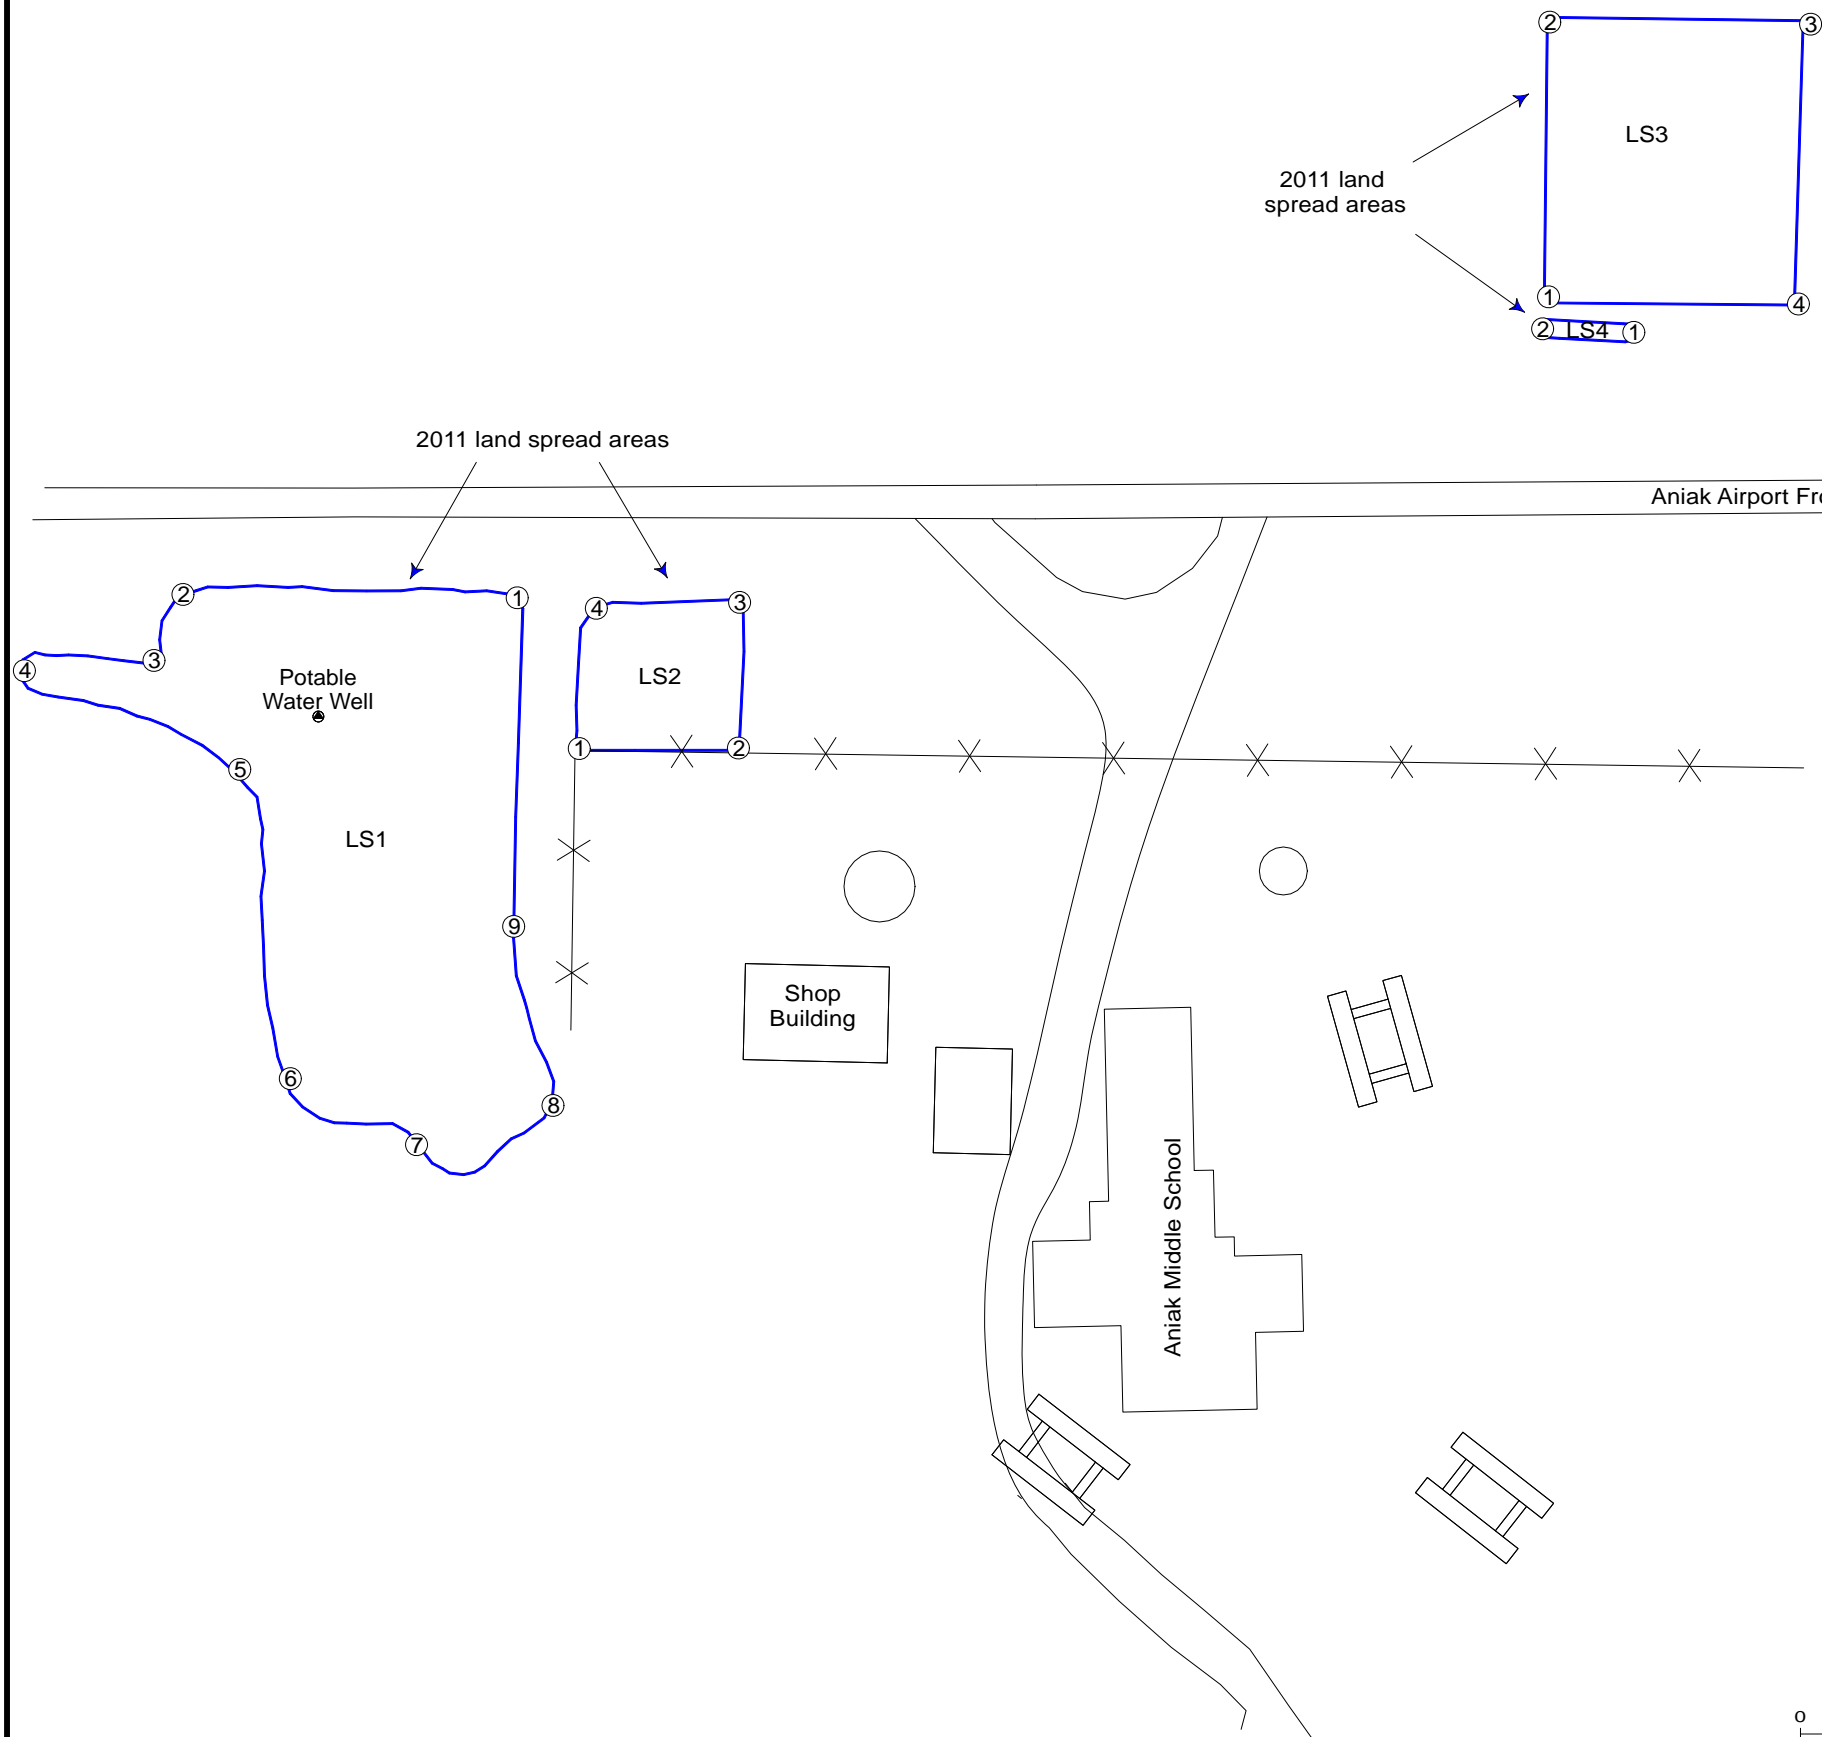 2
3
LS3
2011 land
spread areas
1
4
2
LS4
1
2011 land spread areas
Aniak Airport Fro
2
1
4
3
3
4
Potable
Water Well
LS2
1
2
5
LS1
9
Shop
Building
6
8
7
Aniak Middle School
0